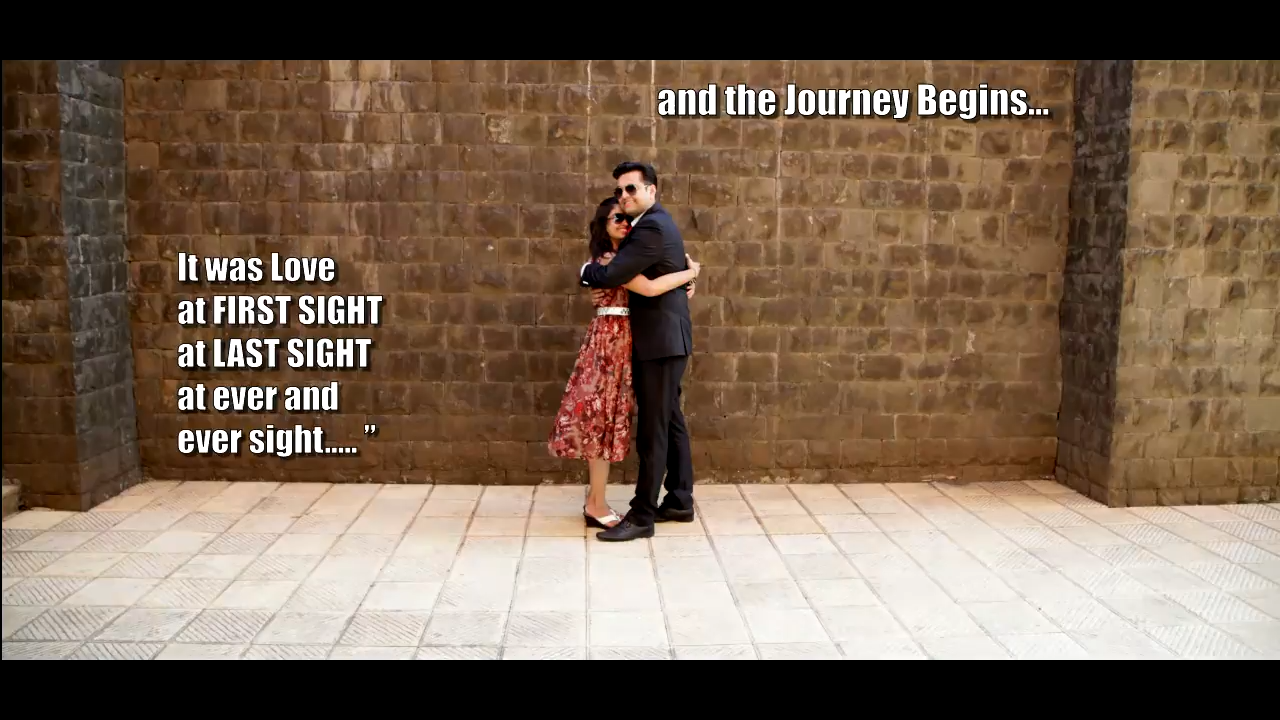 and the Journey Begins...
It was Love
at FIRST SIGHT
at LAST SIGHT
at ever and
ever sight..... ”